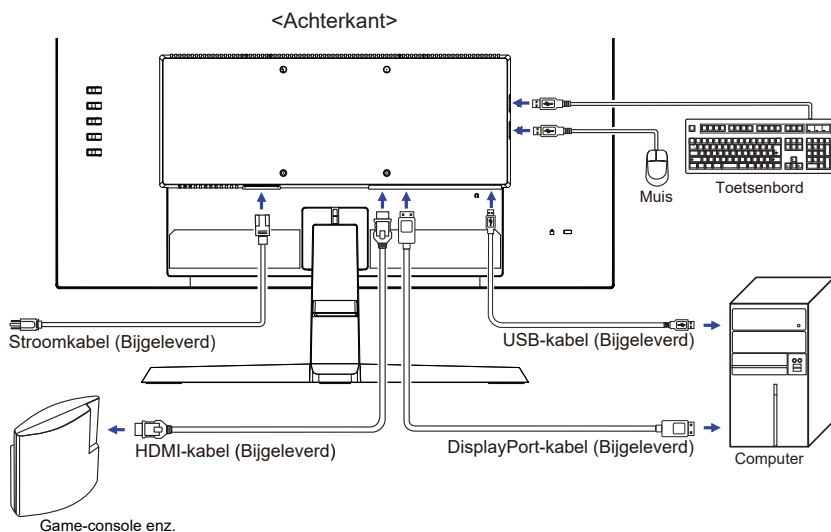 <Achterkant>
Muis
Toetsenbord
Stroomkabel (Bijgeleverd)
USB-kabel (Bijgeleverd)
HDMI-kabel (Bijgeleverd)
DisplayPort-kabel (Bijgeleverd)
Computer
Game-console enz.